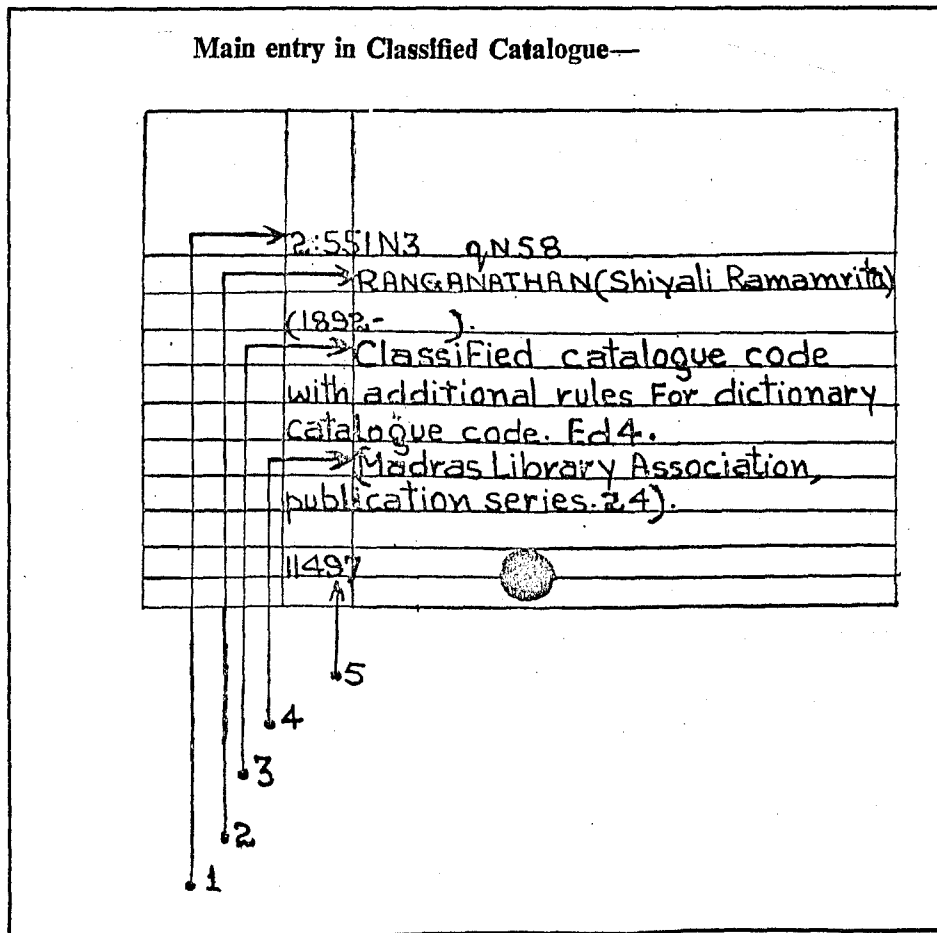 Main entry in Classified Catalogue—
2:551N3 qN58
RANGANATHAN(Shiyali Ramamrita)
(1892- ).
Classified catalogue code
with additional rules For dictionary
catalogue code. Ed4.
(Madras Library Association,
publication series.24).
11497
5
4
3
2
1